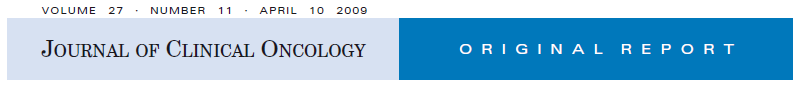 VOLUME 27 · NUMBER 11 · APRIL 10 2009
JOURNAL OF CLINICAL ONCOLOGY
ORIGINAL REPORT